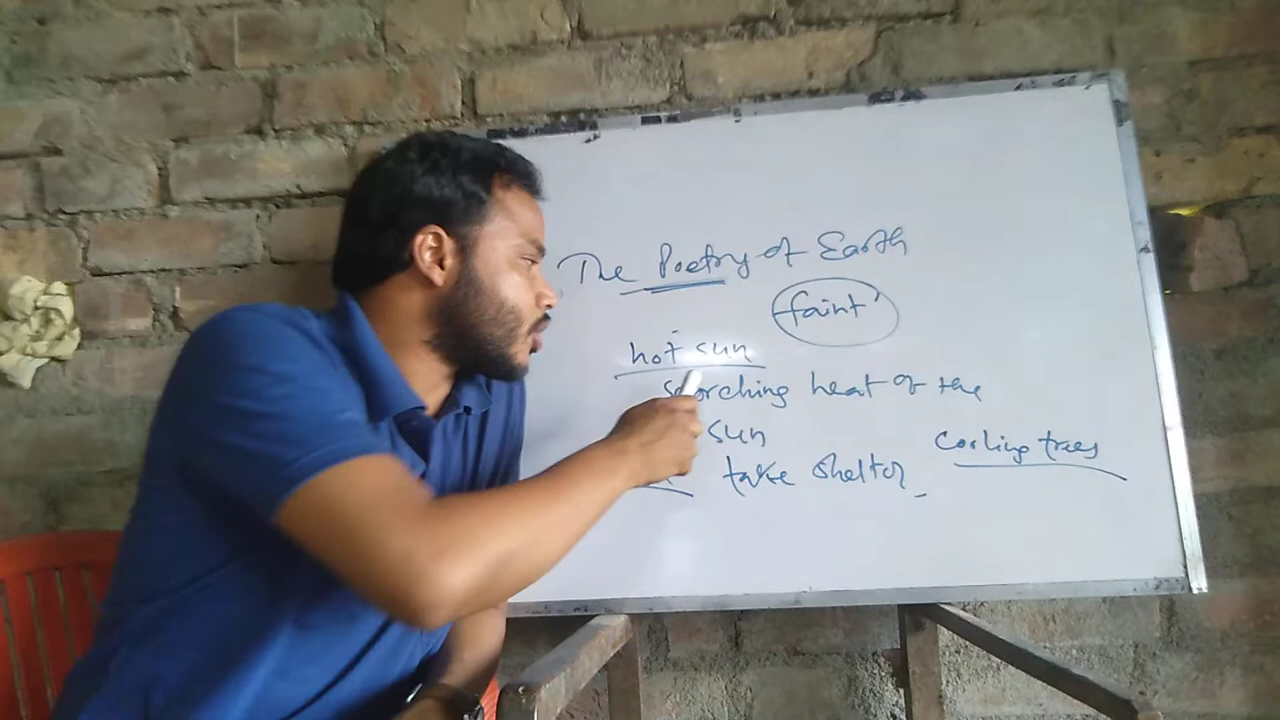 The Poetry of Earth
faint
hot sun
scorching heat of the
sun
take shelter
Cooling trees